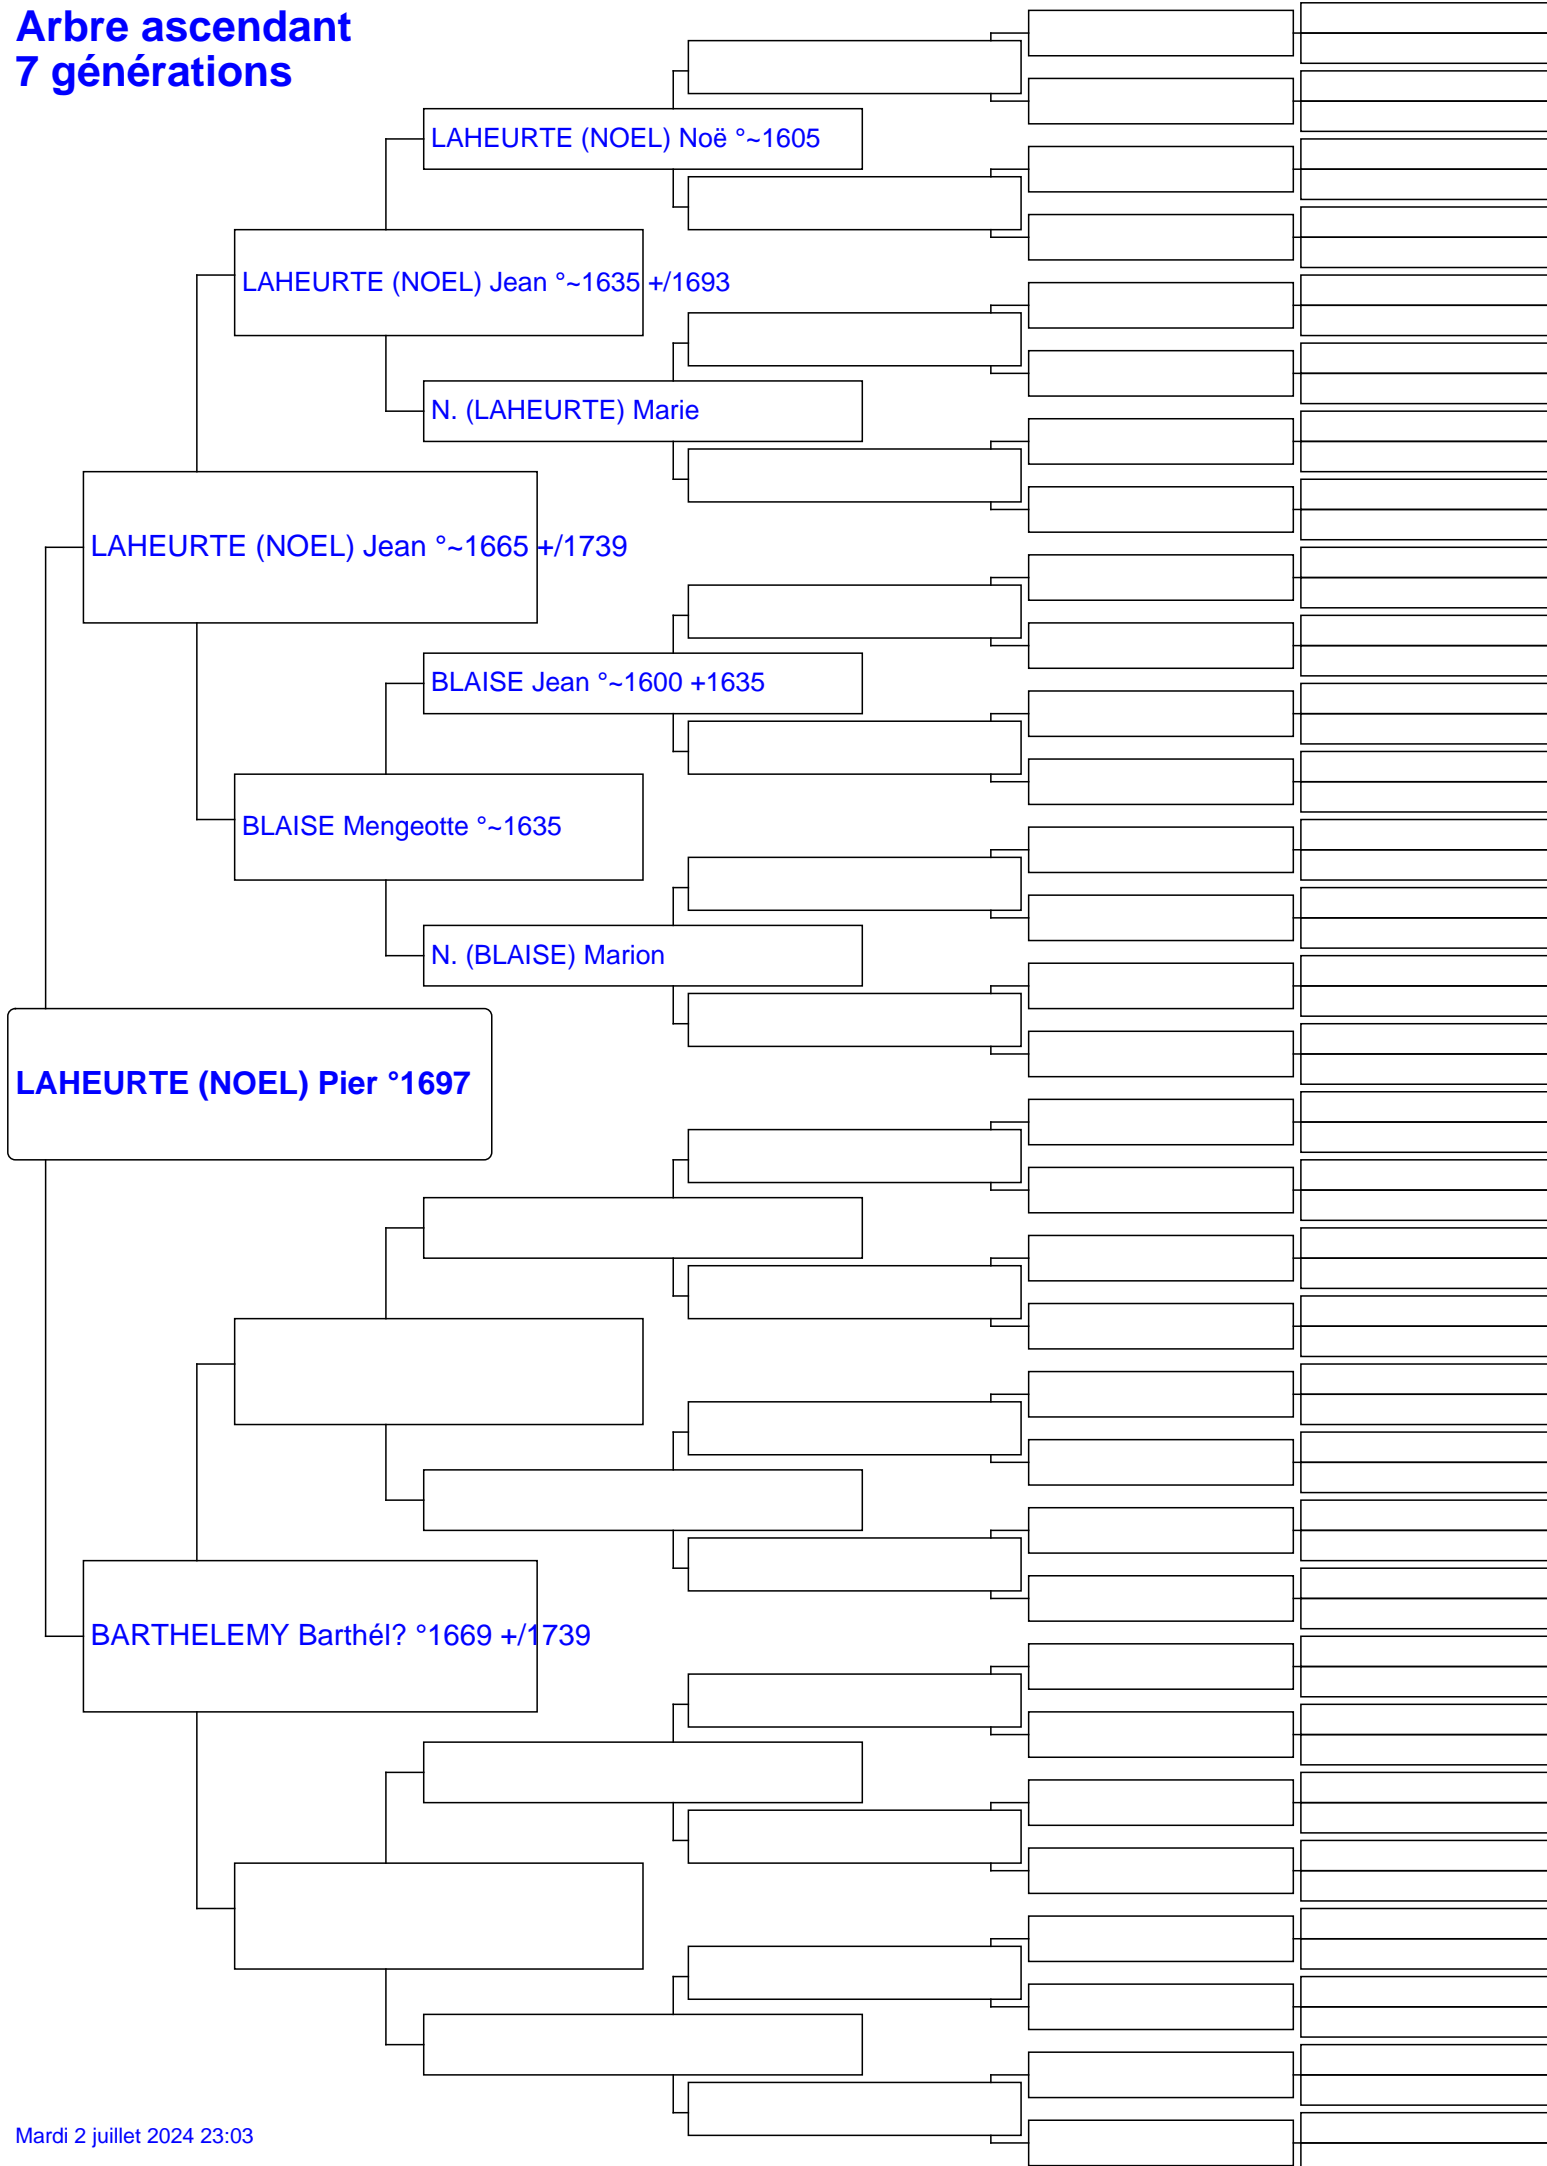 Arbre ascendant
7 générations
LAHEURTE (NOEL) Noë °~1605
LAHEURTE (NOEL) Jean °~1635 +/1693
N. (LAHEURTE) Marie
LAHEURTE (NOEL) Jean °~1665 +/1739
BLAISE Jean °~1600 +1635
BLAISE Mengeotte °~1635
N. (BLAISE) Marion
LAHEURTE (NOEL) Pier °1697
BARTHELEMY Barthél? °1669 +/1739
Mardi 2 juillet 2024 23:03